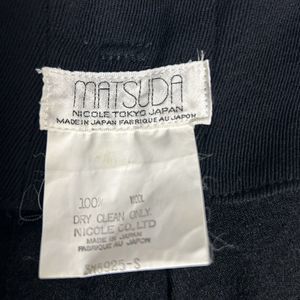 MATSUDA
NICOLE TOKYO JAPAN
MADE IN JAPAN FABRIQUE AU JAPON
100% WOOL
DRY CLEAN ONLY
NICOLE CO., LTD
MADE IN JAPAN
FABRIQUE AU JAPON